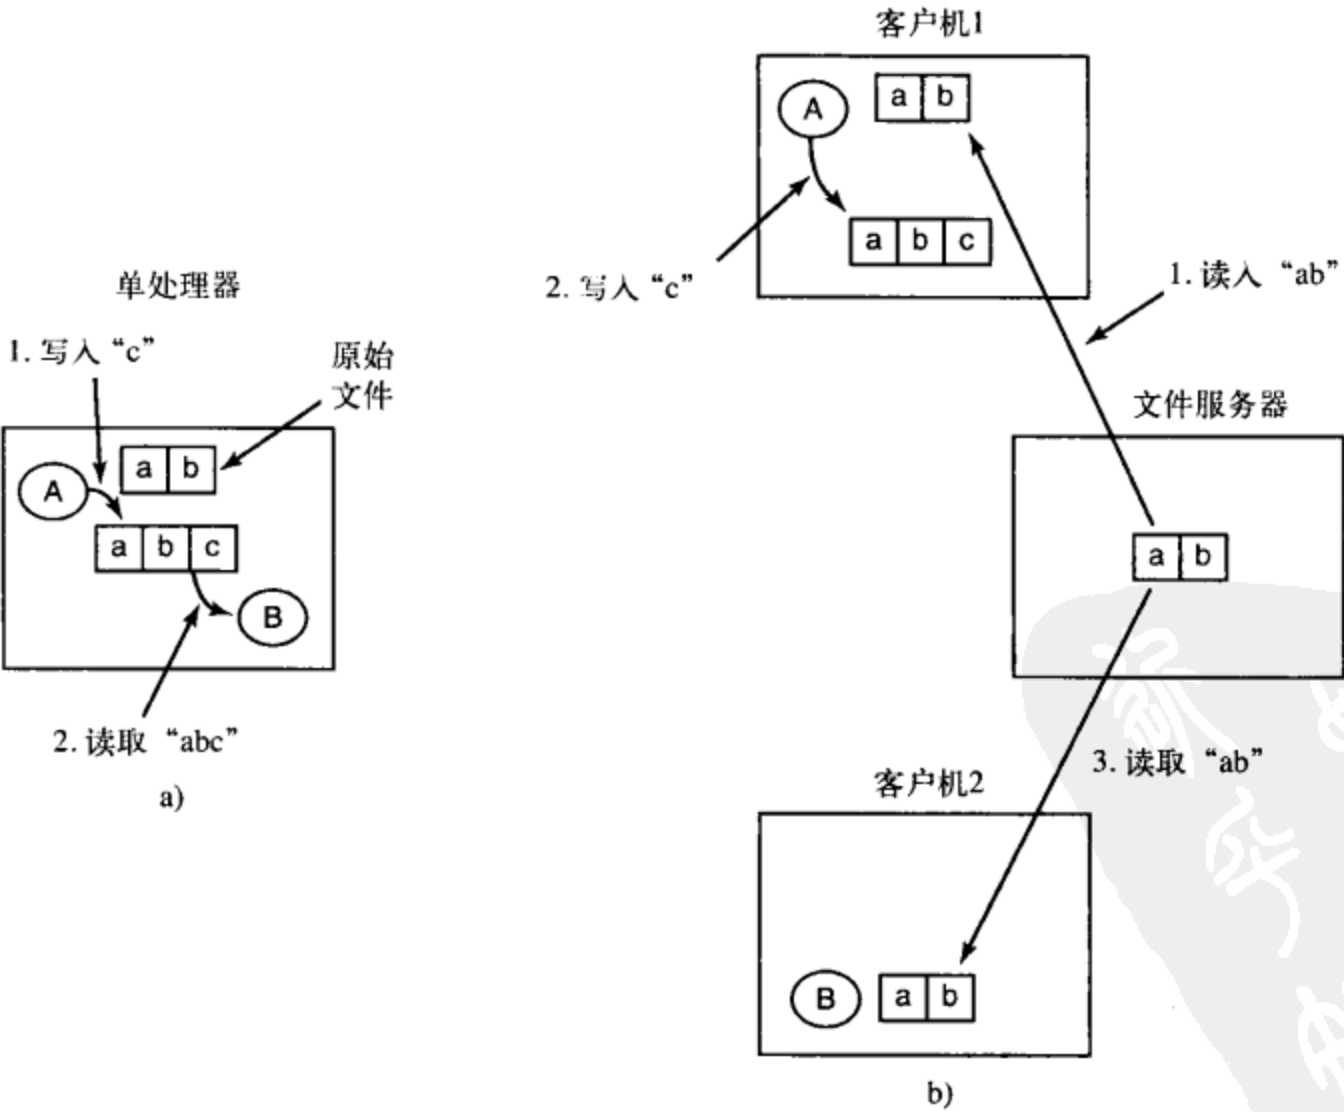 单处理器
1. 写入 “c”
原始
文件
A
a b
a b c
B
2. 读取 “abc”
a)
客户机1
A
a b
a b c
2. 写入 “c”
1. 读入 “ab”
文件服务器
a b
3. 读取 “ab”
客户机2
B
a b
b)